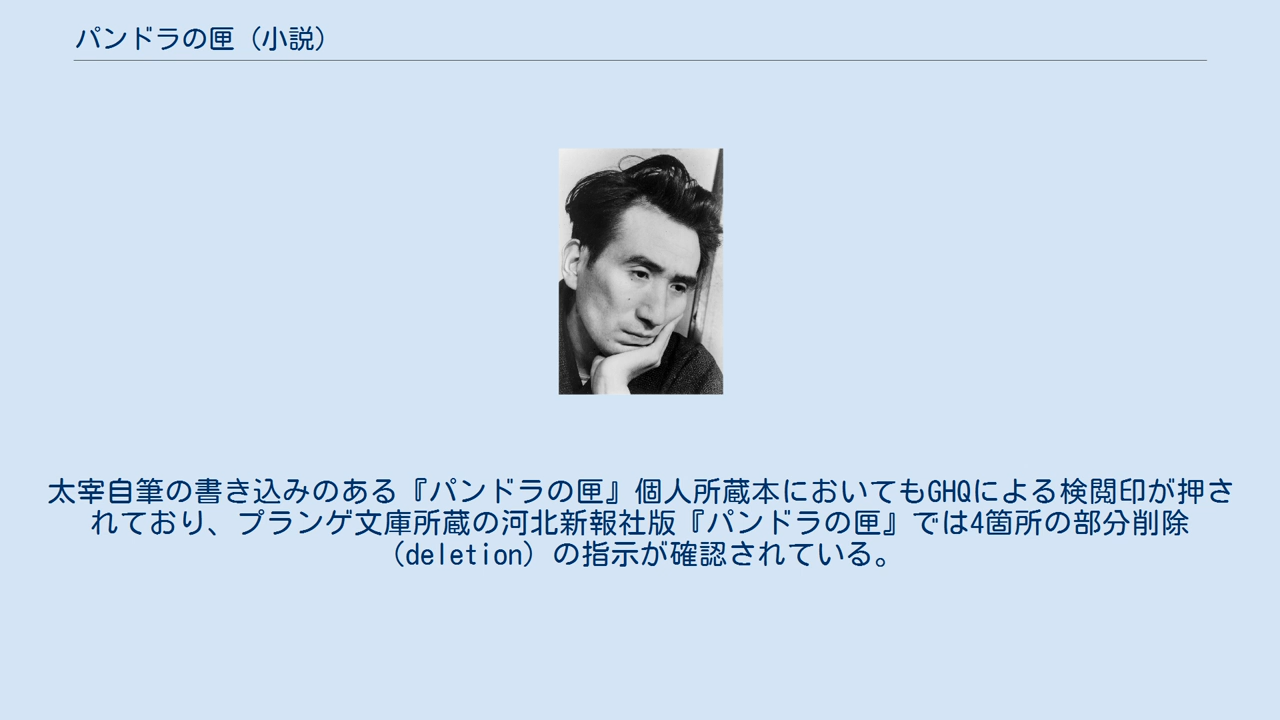 パンドラの匣（小説）
太宰自筆の書き込みのある『パンドラの匣』個人所蔵本においてもGHQによる検閲印が押さ
れており、プランゲ文庫所蔵の河北新報社版『パンドラの匣』では4箇所の部分削除
（deletion）の指示が確認されている。